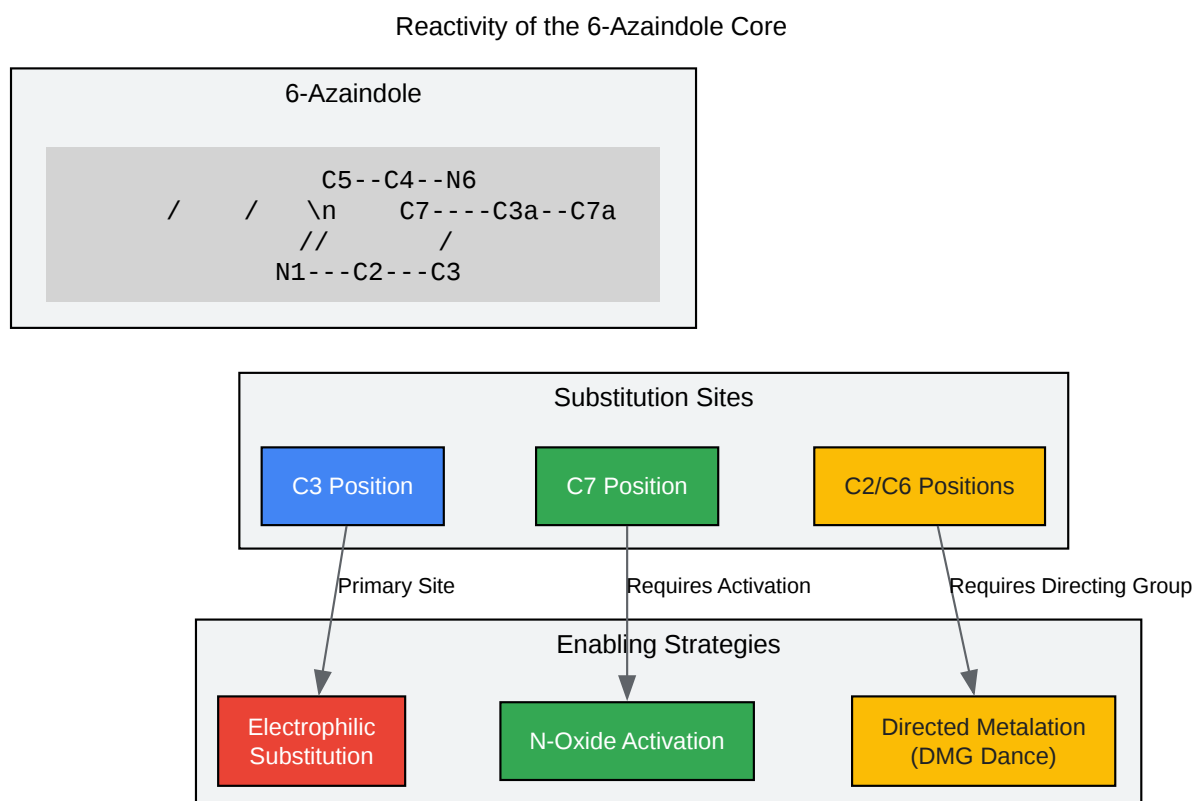 Reactivity of the 6-Azaindole Core
6-Azaindole
C5--C4--N6
/    /   \n    C7----C3a--C7a
//       /
N1---C2---C3
Substitution Sites
C3 Position
C7 Position
C2/C6 Positions
Primary Site
Requires Activation
Requires Directing Group
Enabling Strategies
Electrophilic
Substitution
N-Oxide Activation
Directed Metalation
(DMG Dance)